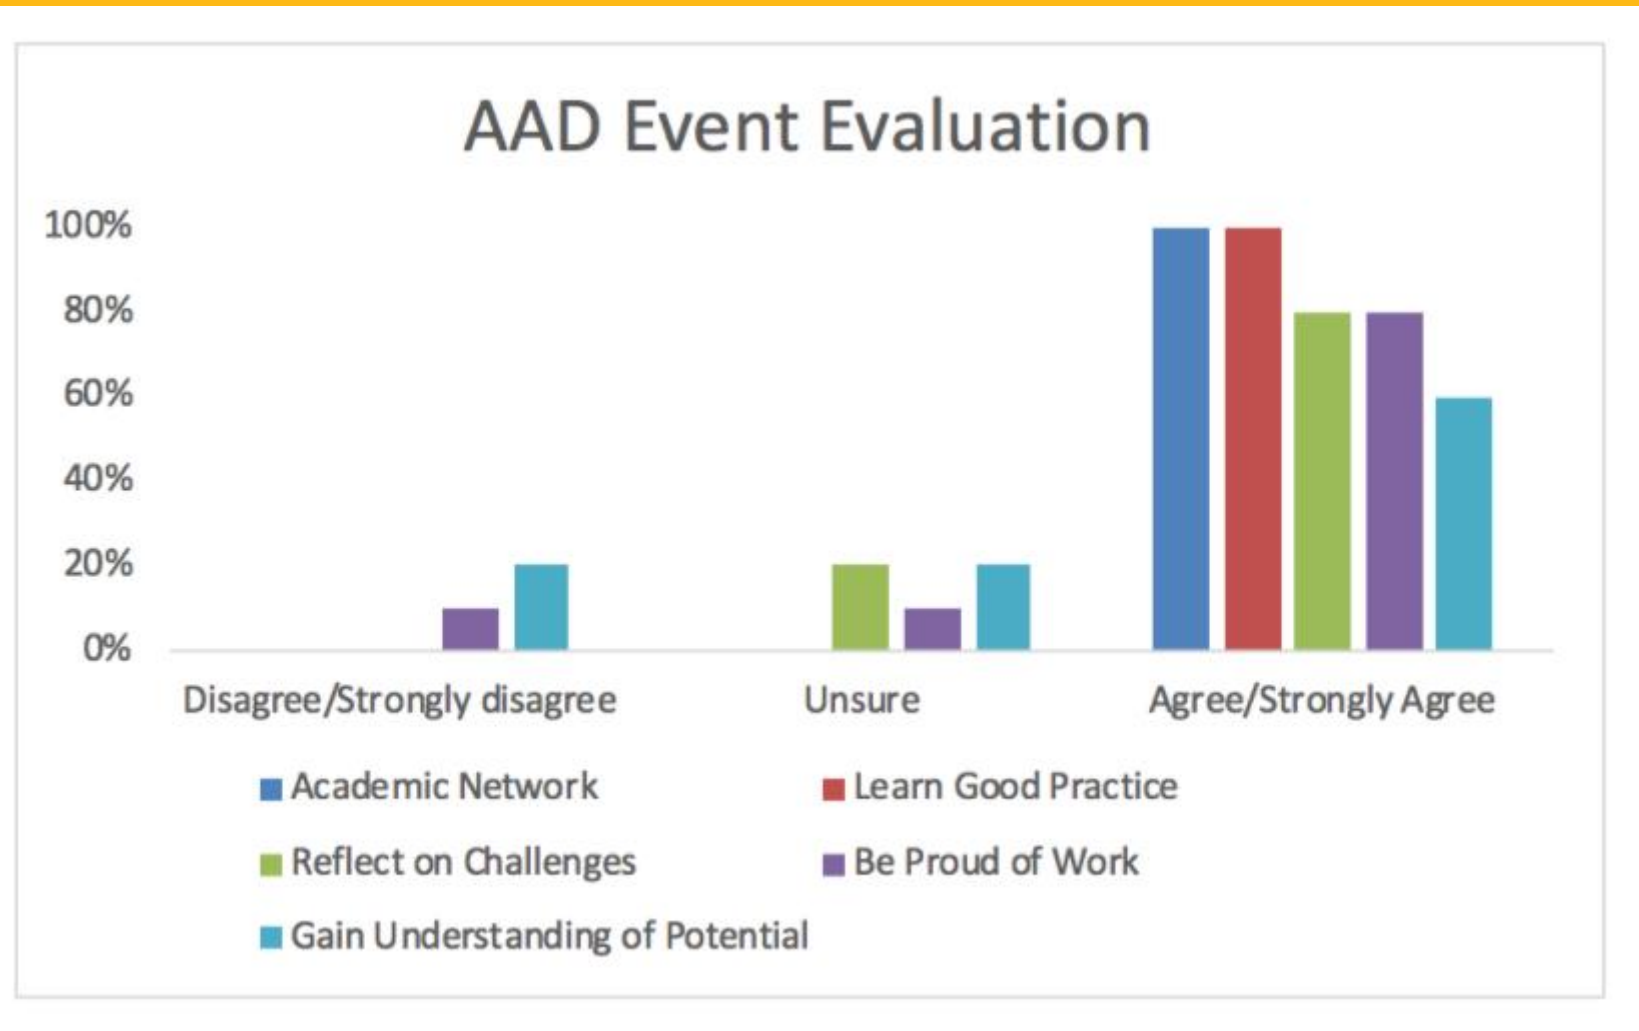 AAD Event Evaluation
100%
80%
60%
40%
20%
0%
Disagree/Strongly disagree Unsure Agree/Strongly Agree
Academic Network Learn Good Practice
Reflect on Challenges Be Proud of Work
Gain Understanding of Potential